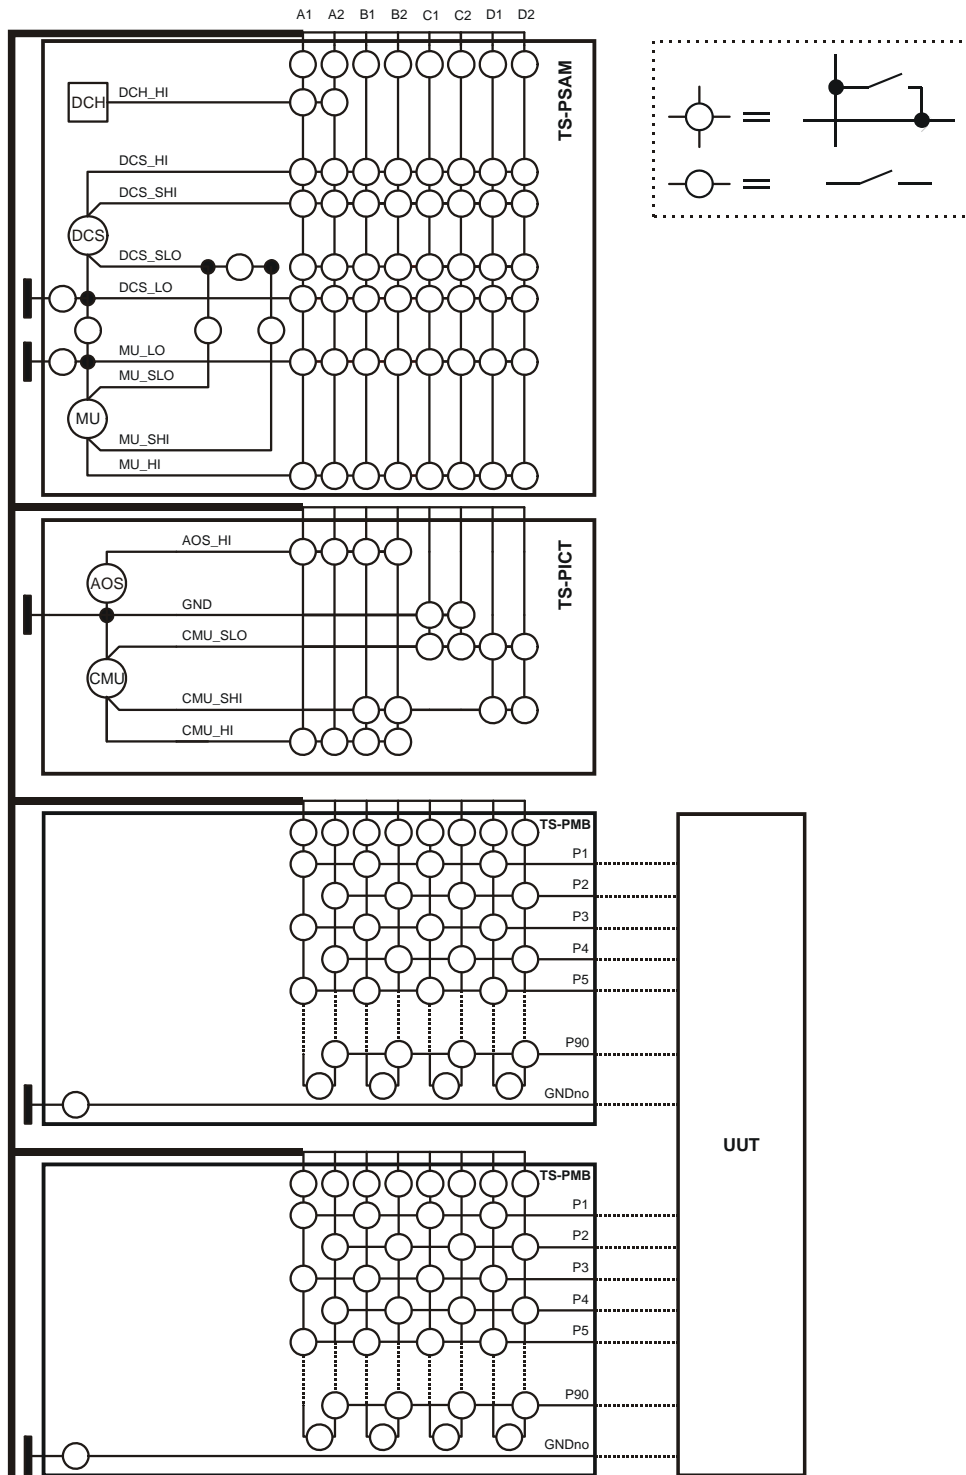 A1 A2 B1 B2 C1 C2 D1 D2
TS-PSAM
DCH
DCH_HI
DCS_HI
DCS_SHI
DCS
DCS_SLO
DCS_LO
MU_LO
MU_SLO
MU
MU_SHI
MU_HI
TS-PICT
AOS_HI
AOS
GND
CMU_SLO
CMU
CMU_SHI
CMU_HI
TS-PMB
P1
P2
P3
P4
P5
P90
GNDno
UUT
TS-PMB
P1
P2
P3
P4
P5
P90
GNDno